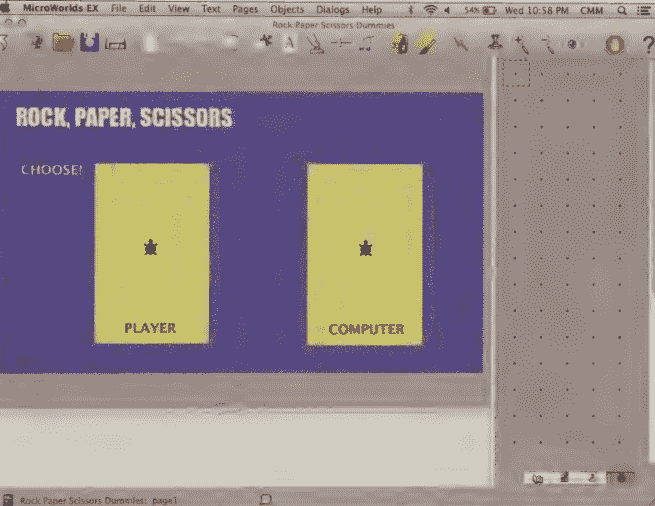 MicroWorlds EX File Edit View Text Pages Objects Dialogs Help 54% Wed 10:58 PM CMM
Rock Paper Scissors Dummies
A ?
ROCK, PAPER, SCISSORS
CHOOSE!
PLAYER COMPUTER
Rock Paper Scissors Dummies: page1